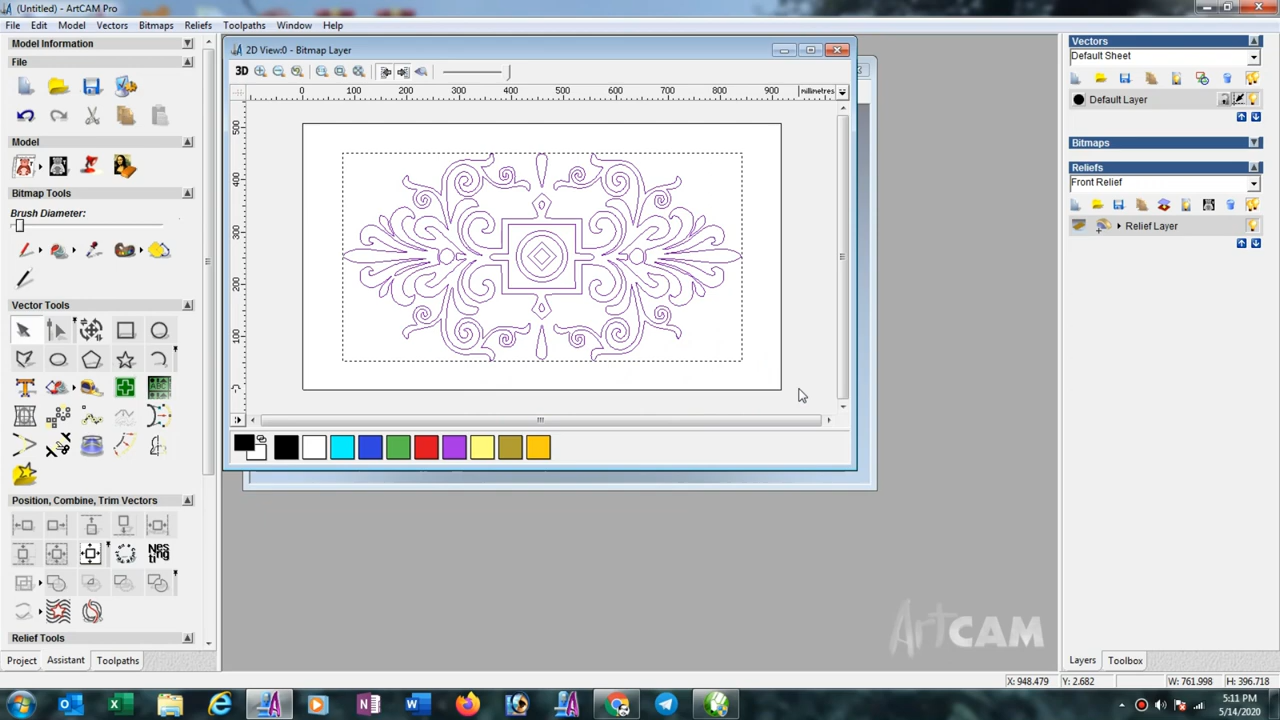 (Untitled) - ArtCAM Pro
File Edit Model Vectors Bitmaps Reliefs Toolpaths Window Help
Model Information
File
Model
Bitmap Tools
Brush Diameter:
Vector Tools
ABC
Position, Combine, Trim Vectors
Nes
ting
Relief Tools
Project Assistant Toolpaths
2D View:0 - Bitmap Layer
3D
0 100 200 300 400 500 600 700 800 900 millimetres
500
400
300
200
100
ArtCAM
Vectors
Default Sheet
Default Layer
Bitmaps
Reliefs
Front Relief
Relief Layer
Layers Toolbox
X: 948.479 Y: 2.682 W: 761.998 H: 396.718
5:11 PM
5/14/2020